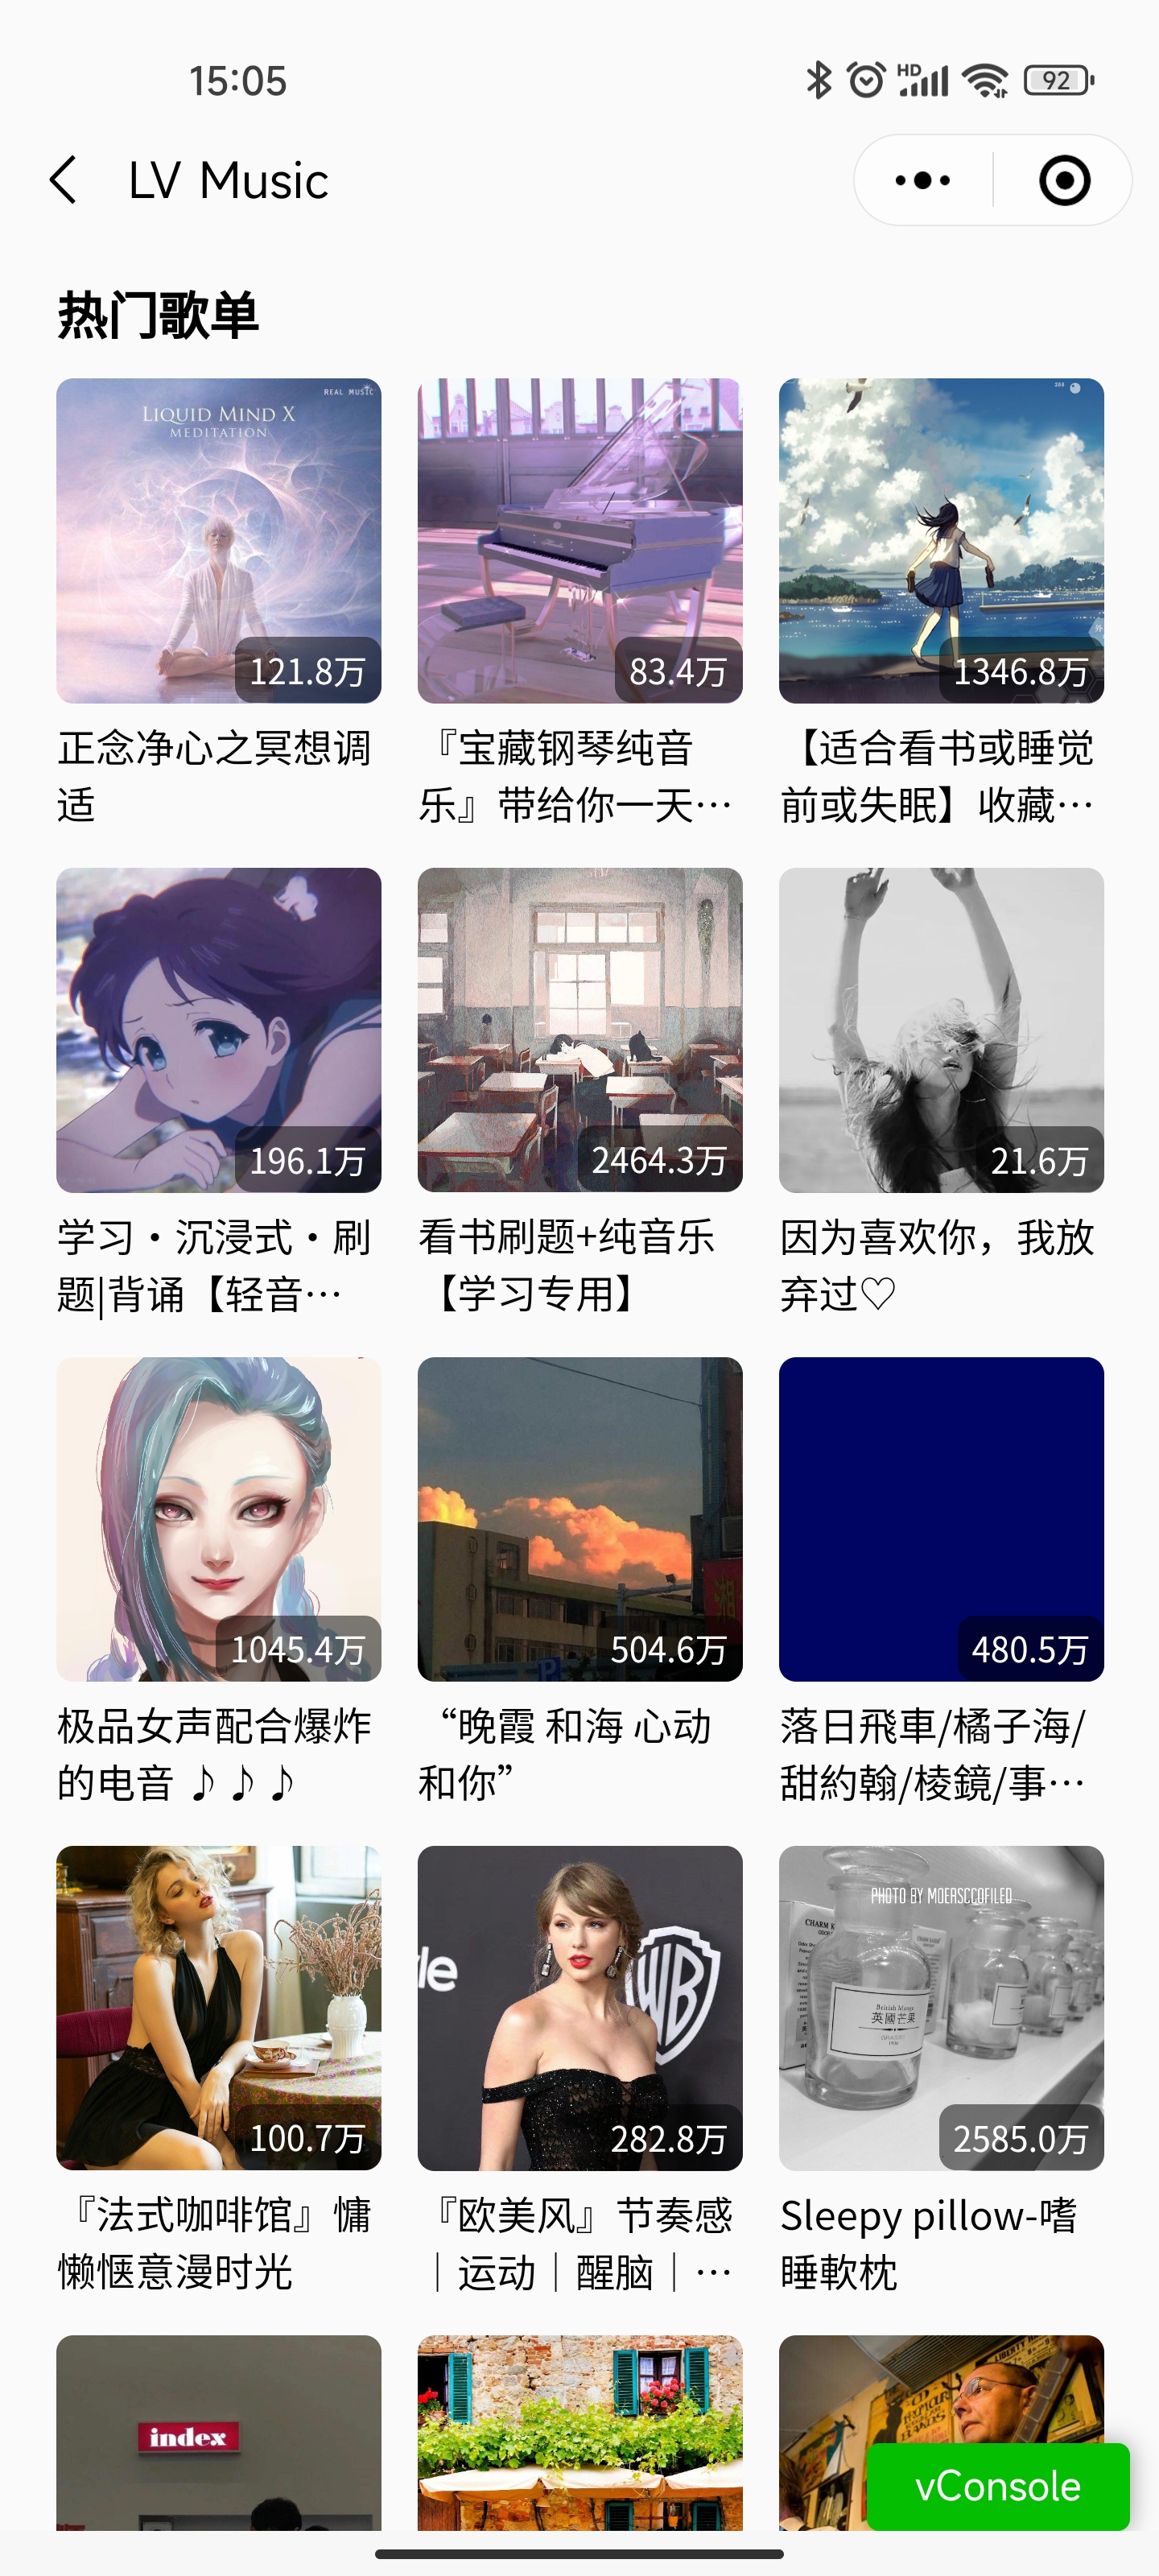 15:05
HD
92
LV Music
热门歌单
REAL MUSIC
LIQUID MIND X
MEDITATION
121.8万
83.4万
1346.8万
正念净心之冥想调
适
『宝藏钢琴纯音
乐』带给你一天…
【适合看书或睡觉
前或失眠】收藏…
196.1万
2464.3万
21.6万
学习·沉浸式·刷
题|背诵【轻音…
看书刷题+纯音乐
【学习专用】
因为喜欢你，我放
弃过♡
1045.4万
504.6万
480.5万
极品女声配合爆炸
的电音 ♪♪♪
“晚霞 和海 心动
和你”
落日飛車/橘子海/
甜約翰/棱鏡/事…
PHOTO BY MOERSCCOFILED
CHARM K
British Mango
英國芒果
le
WB
100.7万
282.8万
2585.0万
『法式咖啡馆』慵
懒惬意漫时光
『欧美风』节奏感
｜运动｜醒脑｜…
Sleepy pillow-嗜
睡軟枕
index
vConsole